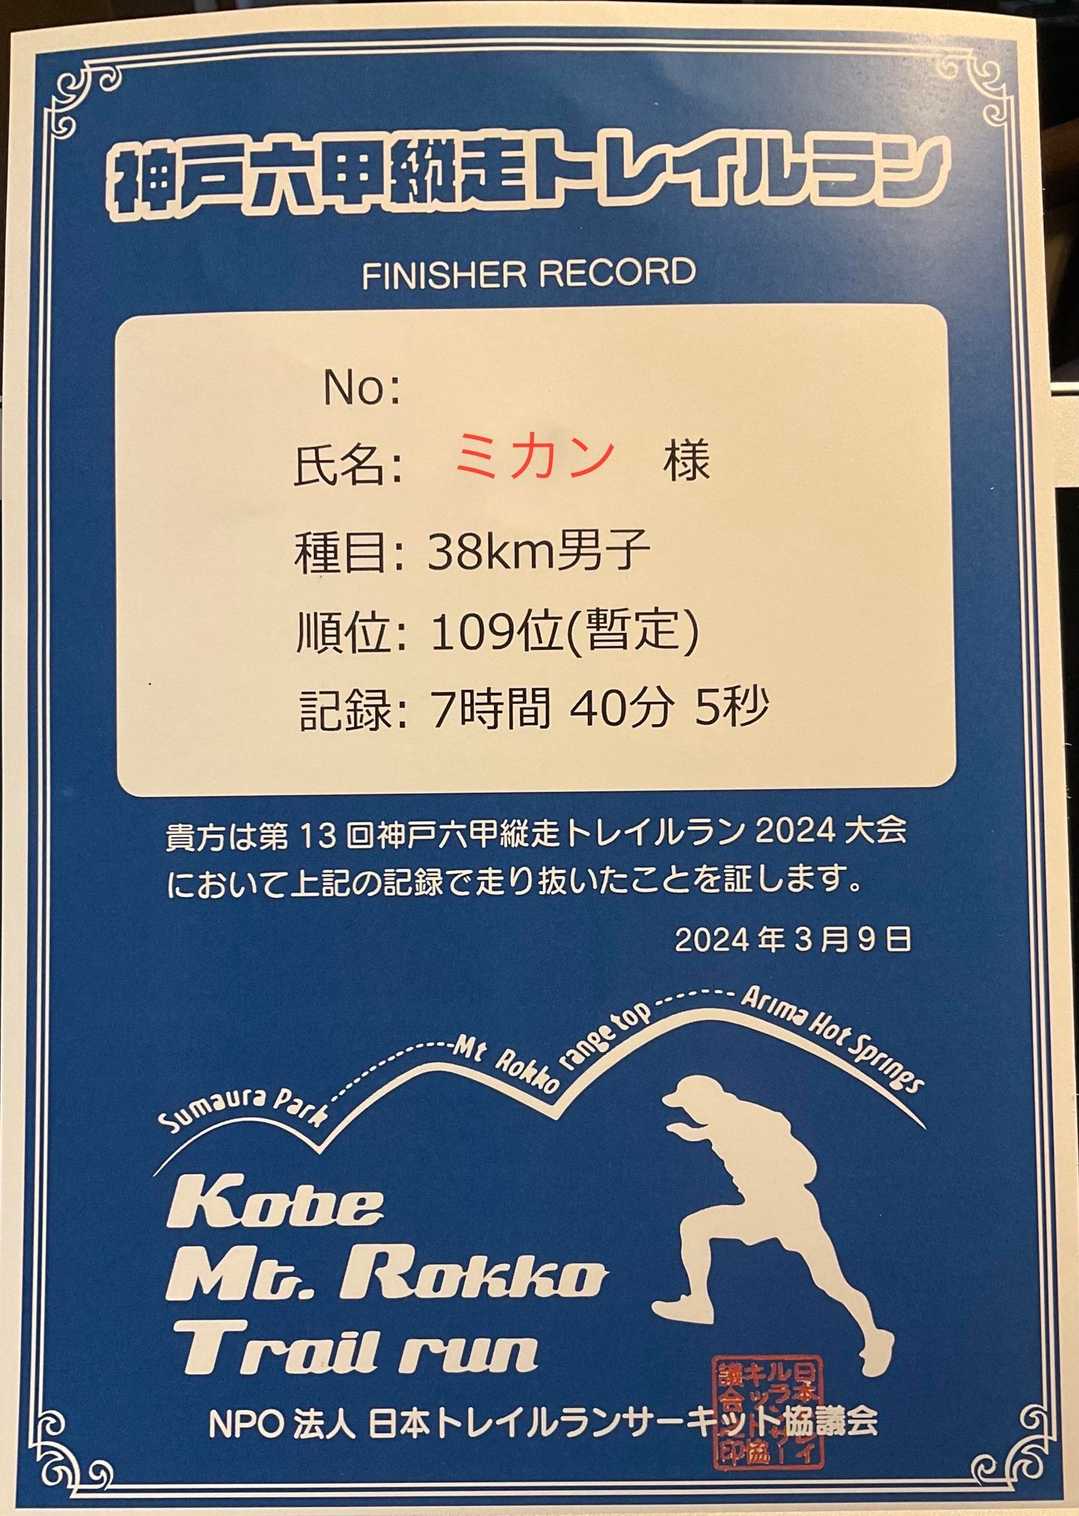 神戸六甲縦走トレイルラン
FINISHER RECORD
No:
氏名: ミカン 様
種目: 38km男子
順位: 109位(暫定)
記録: 7時間 40分 5秒
貴方は第 13 回神戸六甲縦走トレイルラン 2024 大会
において上記の記録で走り抜いたことを証します。
2024 年 3 月 9 日
Sumaura Park
Mt Rokko range top
Arima Hot Springs
Kobe
Mt. Rokko
Trail run
NPO 法人 日本トレイルランサーキット協議会